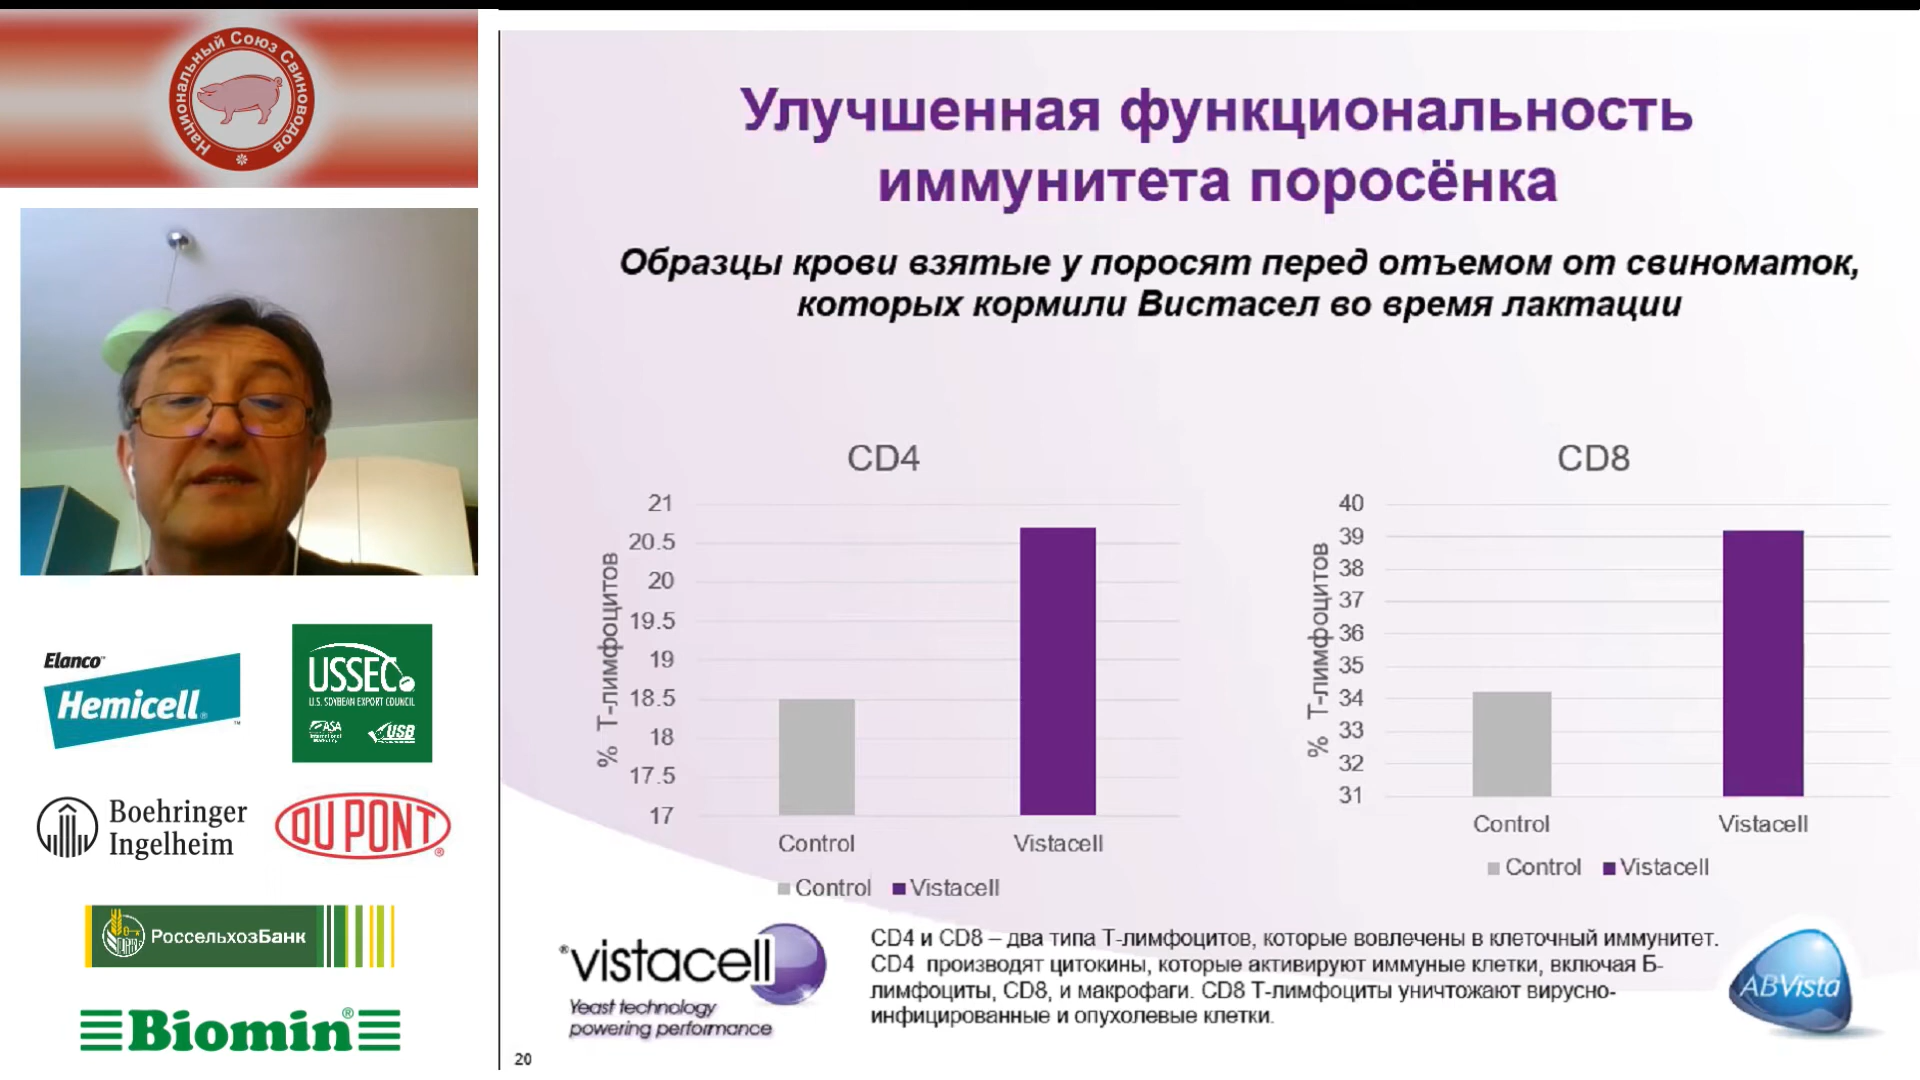 Национальный Союз Свиноводов
Elanco™
Hemicell®
USSEC
U.S. SOYBEAN EXPORT COUNCIL
ASA
USB
Boehringer
Ingelheim
DUPONT®
РоссельхозБанк
Biomin®
Улучшенная функциональность
иммунитета поросёнка
Образцы крови взятые у поросят перед отъемом от свиноматок,
которых кормили Вистасел во время лактации
CD4
% Т-лимфоцитов
21
20.5
20
19.5
19
18.5
18
17.5
17
Control
Vistacell
Control Vistacell
CD8
% Т-лимфоцитов
40
39
38
37
36
35
34
33
32
31
Control
Vistacell
Control Vistacell
®vistacell
Yeast technology
powering performance
CD4 и CD8 – два типа Т-лимфоцитов, которые вовлечены в клеточный иммунитет.
CD4 производят цитокины, которые активируют иммуные клетки, включая Б-
лимфоциты, CD8, и макрофаги. CD8 Т-лимфоциты уничтожают вирусно-
инфицированные и опухолевые клетки.
ABVista
20